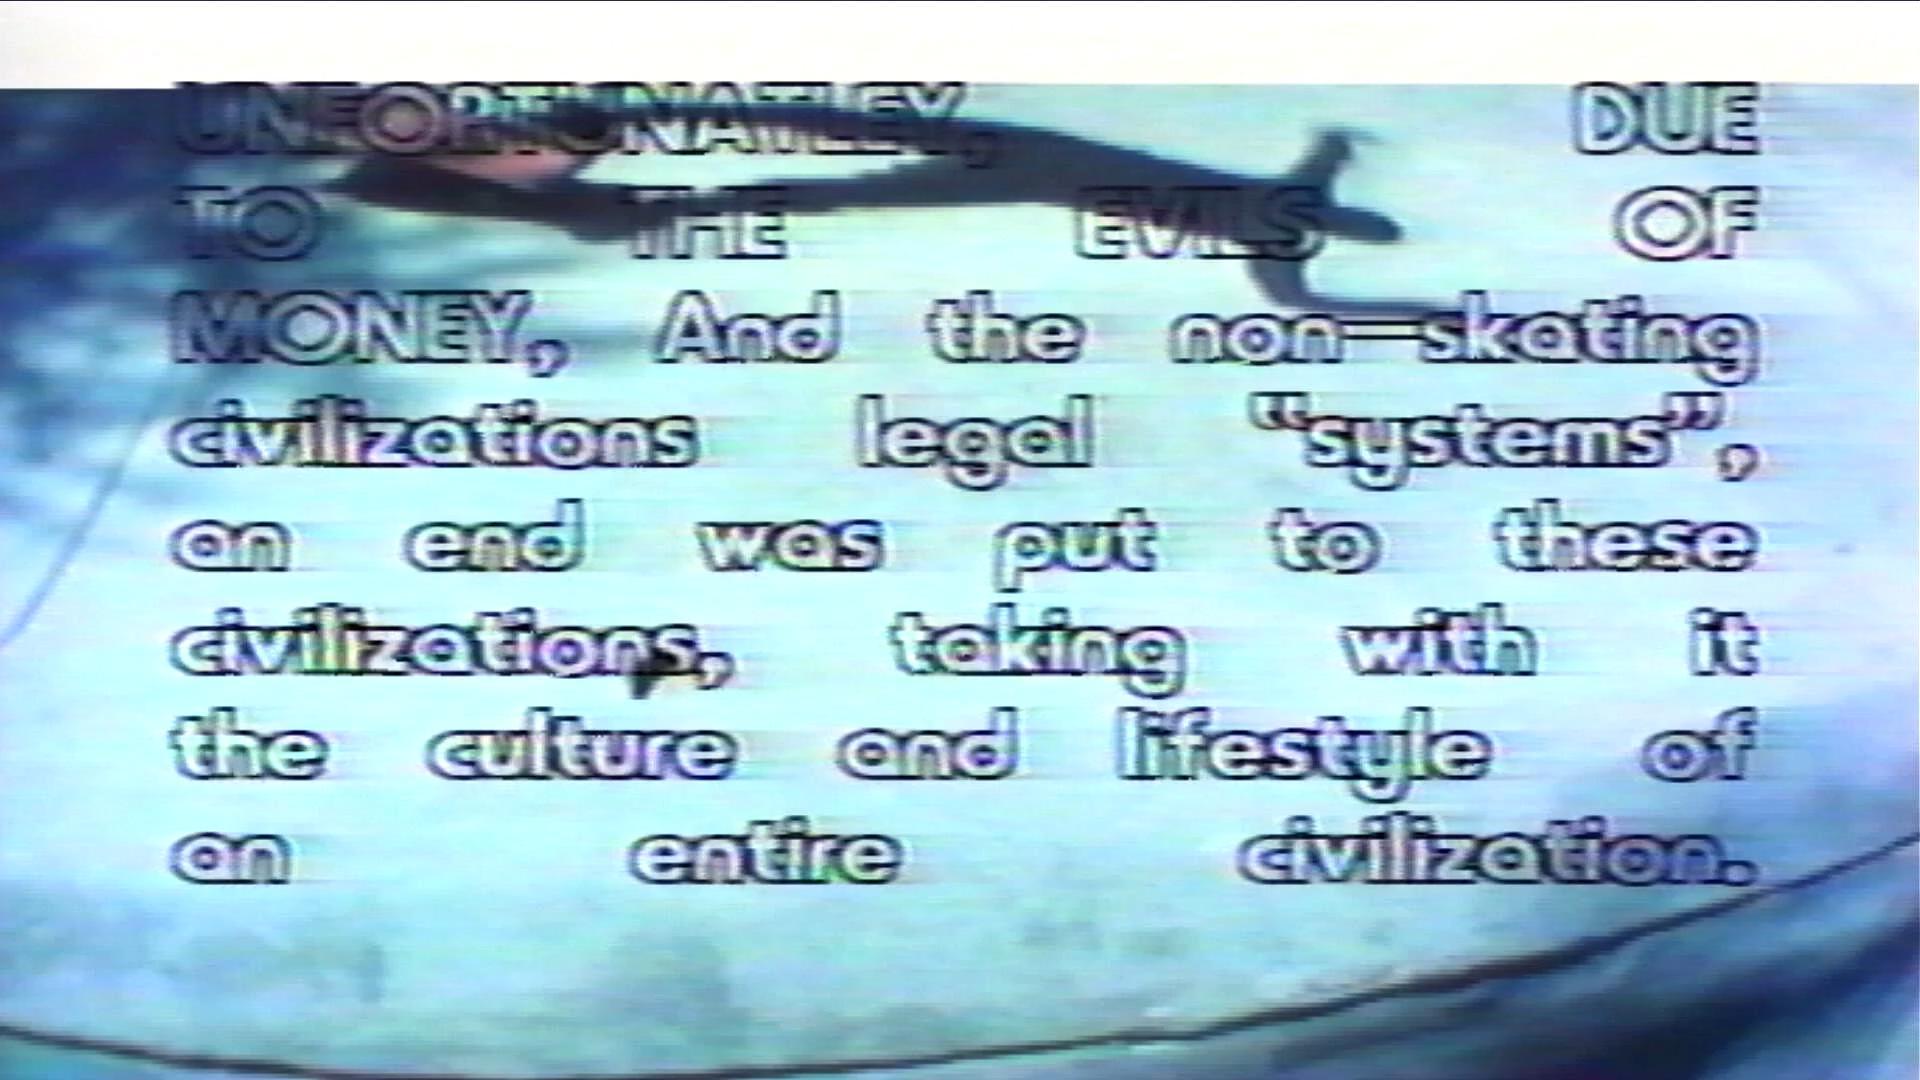 UNFORTUNATLEY, DUE
TO THE EVILS OF
MONEY, And the non-skating
civilizations legal "systems",
an end was put to these
civilizations, taking with it
the culture and lifestyle of
an entire civilization.